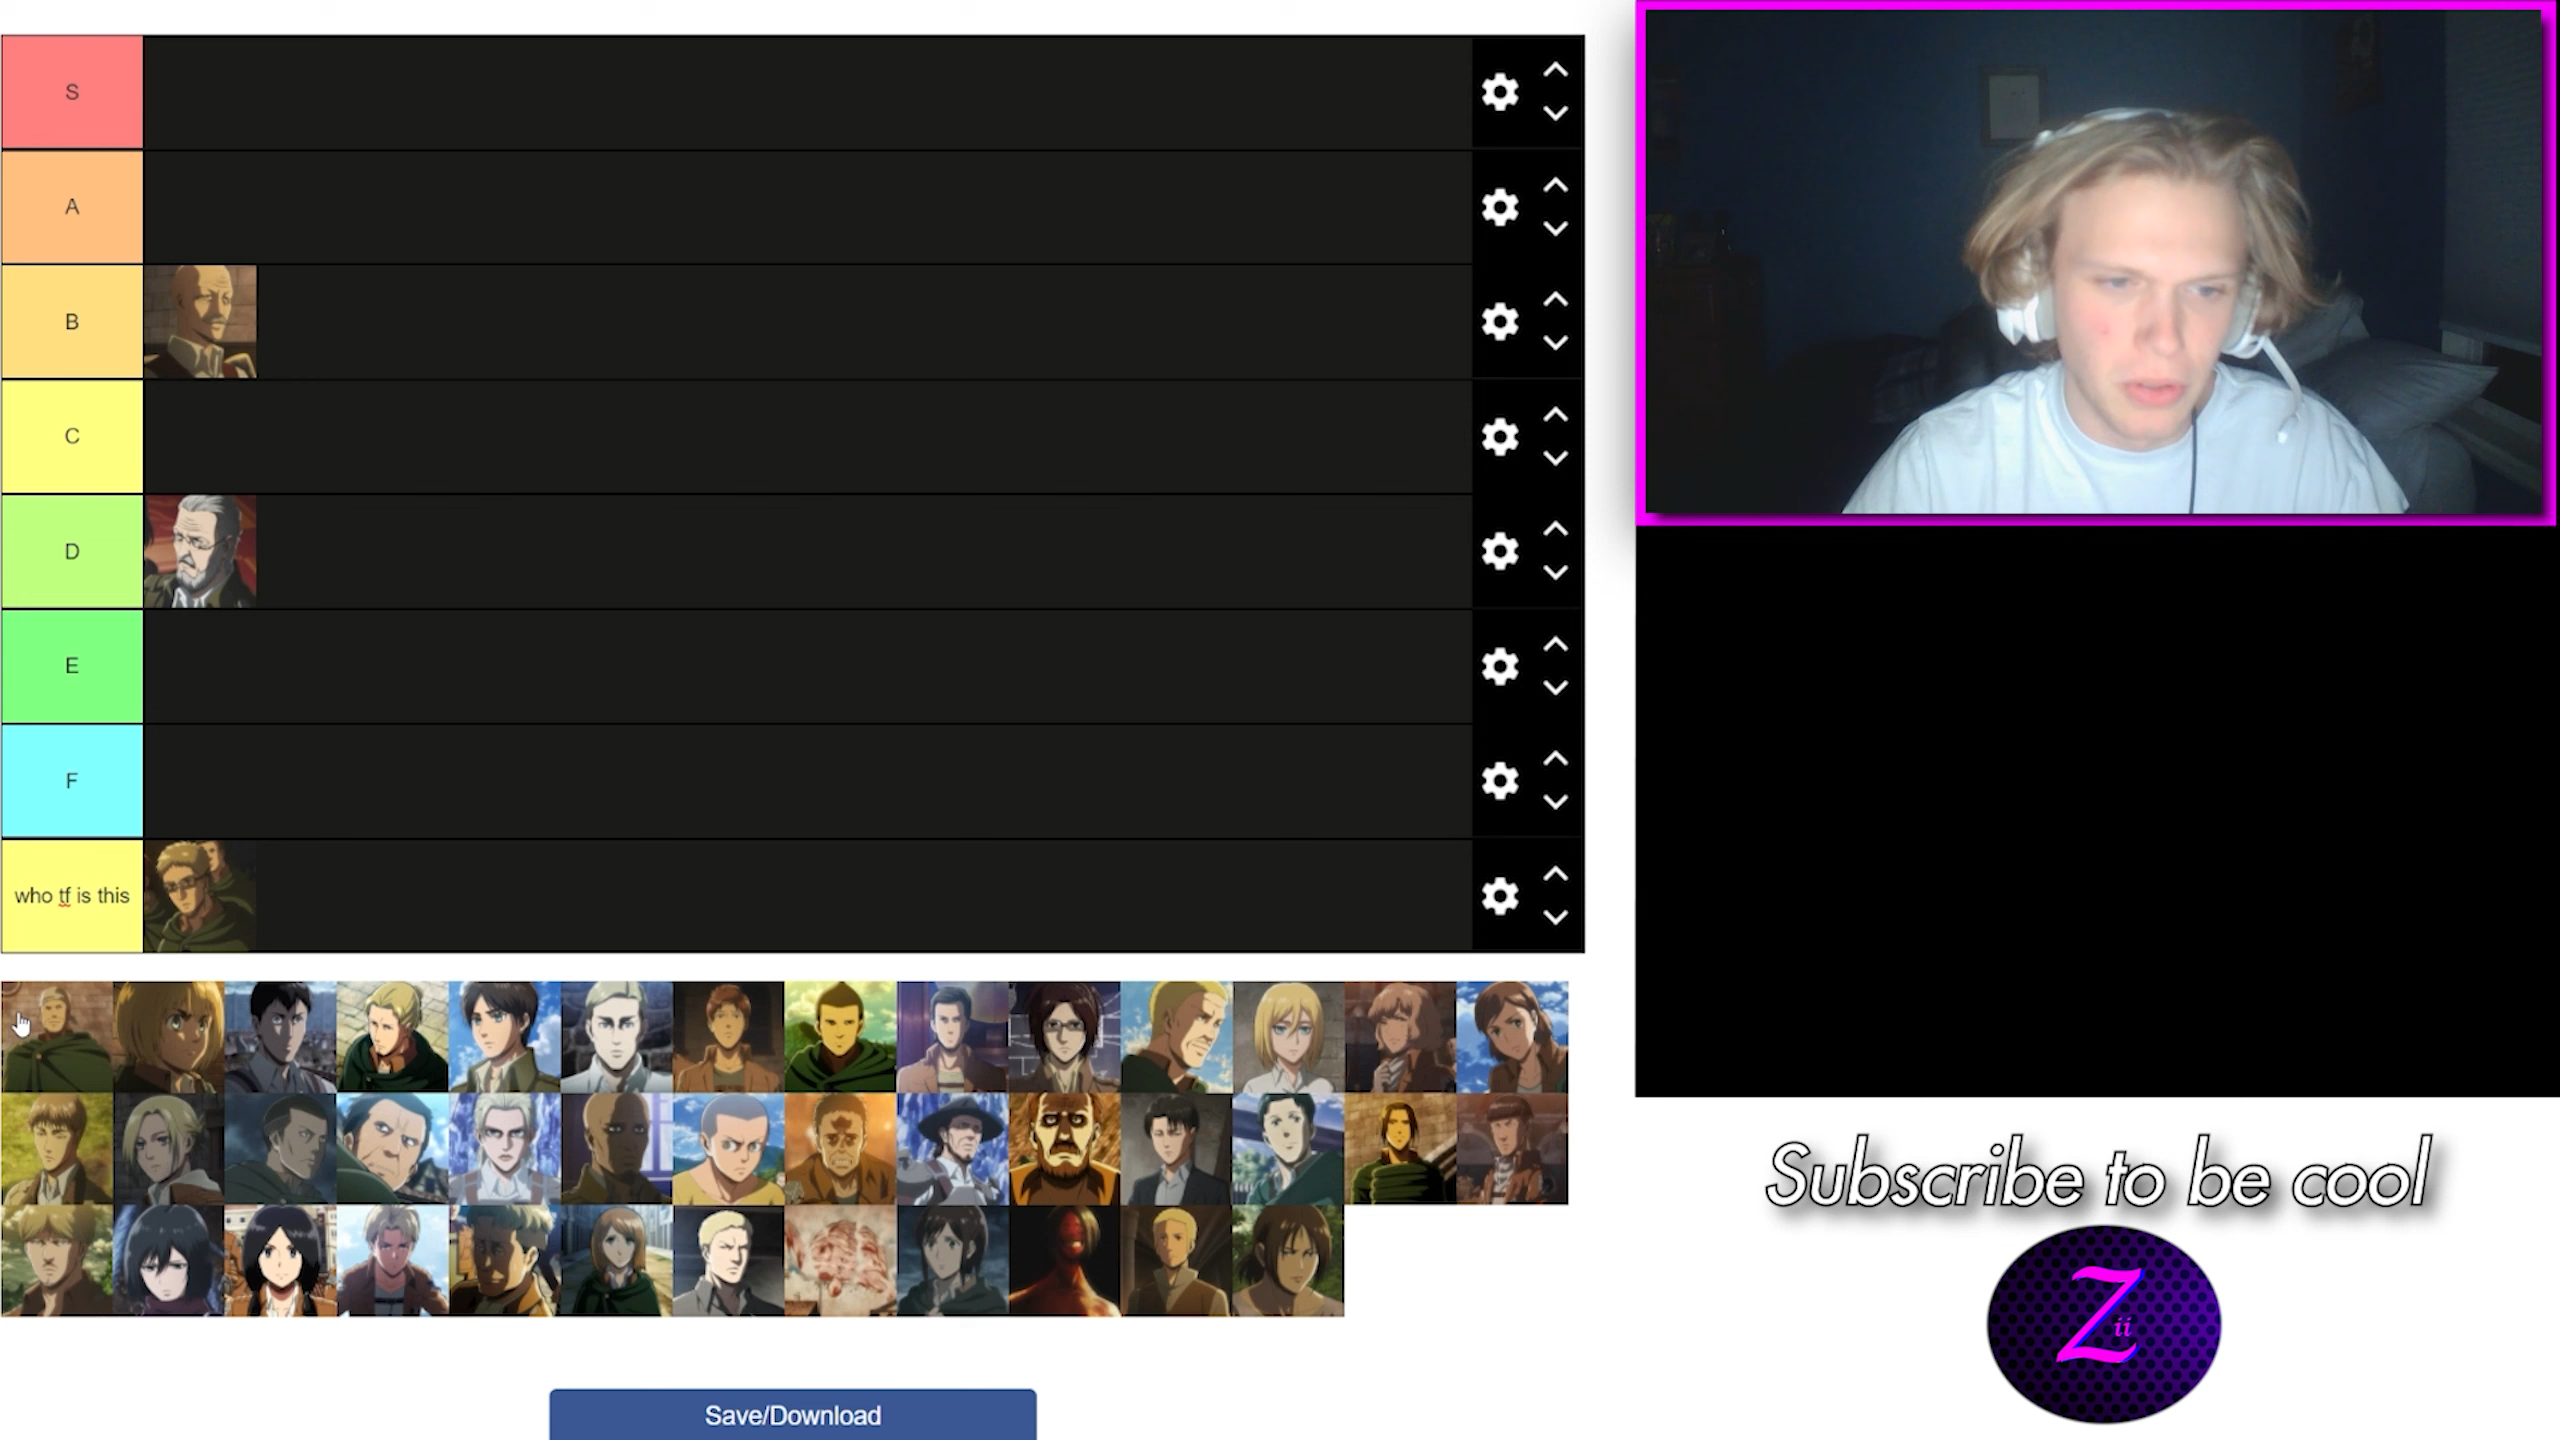 S
A
B
C
D
E
F
who tf is this
Save/Download
Subscribe to be cool
Z
ii